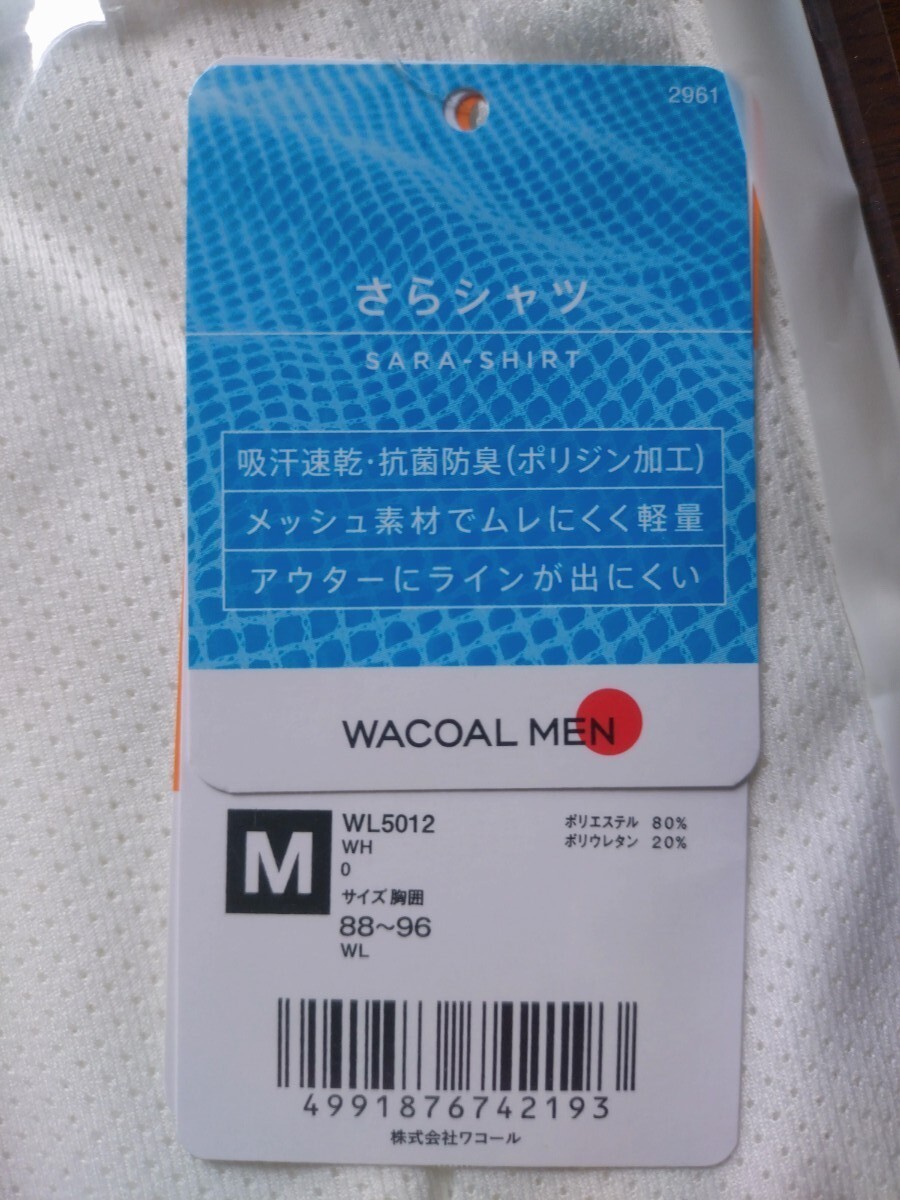 2961
さらシャツ
SARA-SHIRT
吸汗速乾・抗菌防臭(ポリジン加工)
メッシュ素材でムレにくく軽量
アウターにラインが出にくい
WACOAL MEN
M
WL5012
WH
0
サイズ 胸囲
88〜96
WL
ポリエステル 80%
ポリウレタン 20%
4991876742193
株式会社ワコール